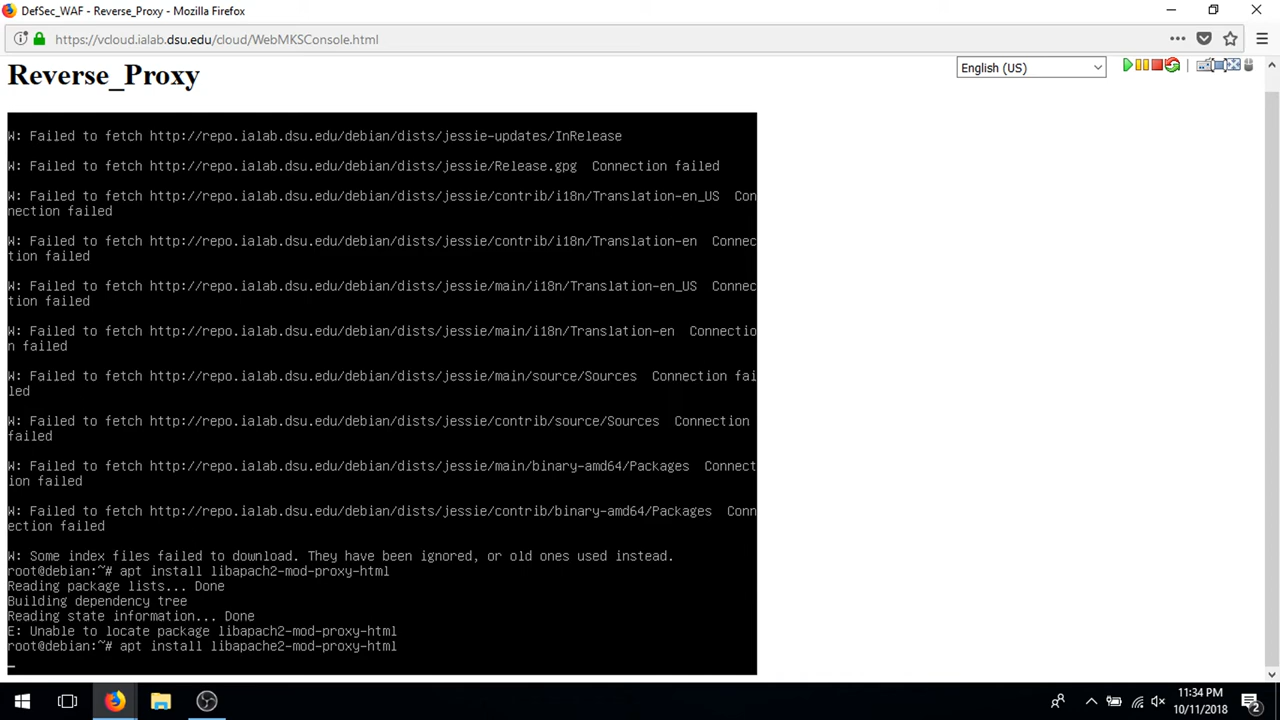 DefSec_WAF - Reverse_Proxy - Mozilla Firefox
https://vcloud.ialab.dsu.edu/cloud/WebMKSConsole.html
Reverse_Proxy
English (US)
W: Failed to fetch http://repo.ialab.dsu.edu/debian/dists/jessie-updates/InRelease
W: Failed to fetch http://repo.ialab.dsu.edu/debian/dists/jessie/Release.gpg  Connection failed
W: Failed to fetch http://repo.ialab.dsu.edu/debian/dists/jessie/contrib/i18n/Translation-en_US  Con
nection failed
W: Failed to fetch http://repo.ialab.dsu.edu/debian/dists/jessie/contrib/i18n/Translation-en  Connec
tion failed
W: Failed to fetch http://repo.ialab.dsu.edu/debian/dists/jessie/main/i18n/Translation-en_US  Connec
tion failed
W: Failed to fetch http://repo.ialab.dsu.edu/debian/dists/jessie/main/i18n/Translation-en  Connectio
n failed
W: Failed to fetch http://repo.ialab.dsu.edu/debian/dists/jessie/main/source/Sources  Connection fai
led
W: Failed to fetch http://repo.ialab.dsu.edu/debian/dists/jessie/contrib/source/Sources  Connection
failed
W: Failed to fetch http://repo.ialab.dsu.edu/debian/dists/jessie/main/binary-amd64/Packages  Connect
ion failed
W: Failed to fetch http://repo.ialab.dsu.edu/debian/dists/jessie/contrib/binary-amd64/Packages  Conn
ection failed
W: Some index files failed to download. They have been ignored, or old ones used instead.
root@debian:~# apt install libapach2-mod-proxy-html
Reading package lists... Done
Building dependency tree
Reading state information... Done
E: Unable to locate package libapach2-mod-proxy-html
root@debian:~# apt install libapache2-mod-proxy-html
11:34 PM
10/11/2018
2